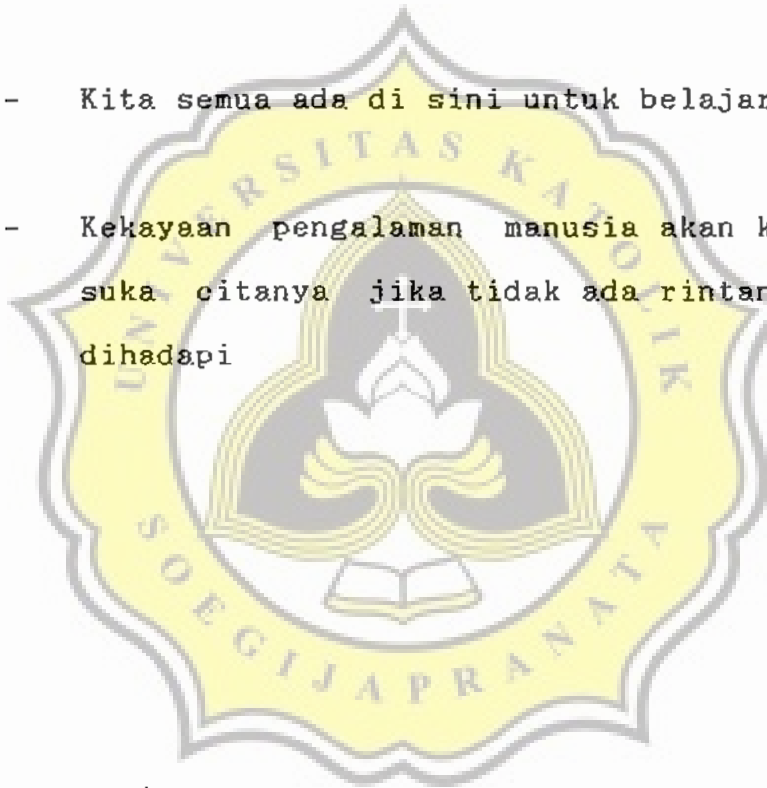 - Kita semua ada di sini untuk belajar
- Kekayaan pengalaman manusia akan
suka citanya jika tidak ada
dihadapi
UNIVERSITAS KATOLIK
SOEGIJAPRANATA